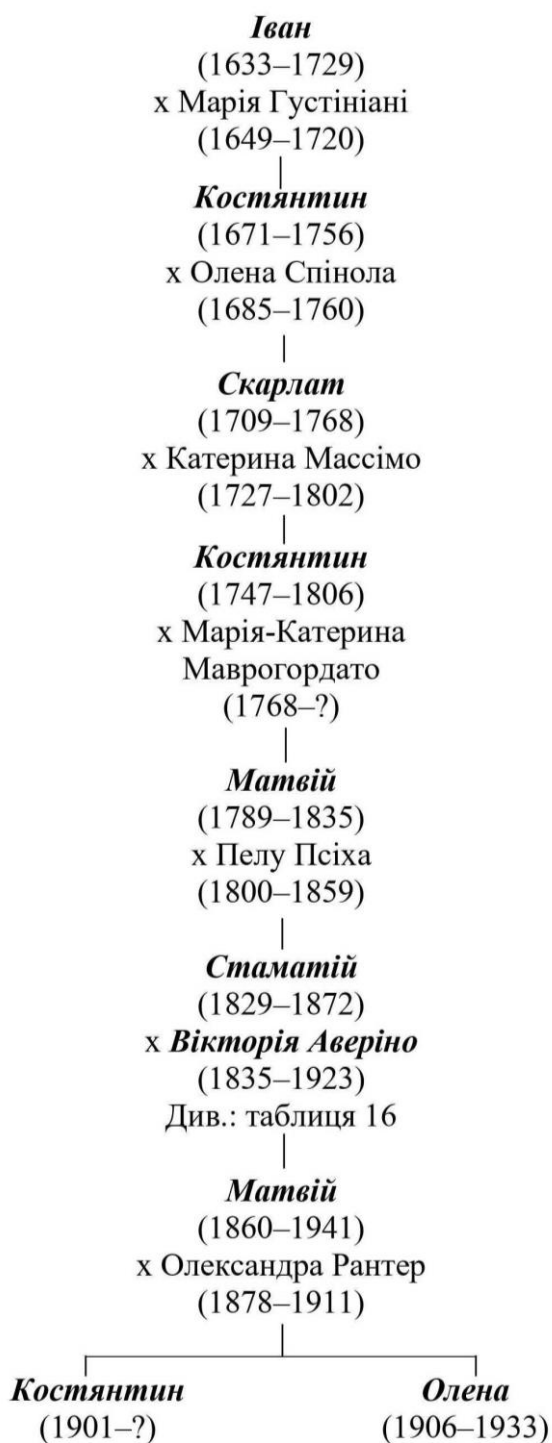 Іван
(1633–1729)
х Марія Густініані
(1649–1720)
Костянтин
(1671–1756)
х Олена Спінола
(1685–1760)
Скарлат
(1709–1768)
х Катерина Массімо
(1727–1802)
Костянтин
(1747–1806)
х Марія-Катерина
Маврогордато
(1768–?)
Матвій
(1789–1835)
х Пелу Псіха
(1800–1859)
Стаматій
(1829–1872)
х Вікторія Аверіно
(1835–1923)
Див.: таблиця 16
Матвій
(1860–1941)
х Олександра Рантер
(1878–1911)
Костянтин Олена
(1901–?) (1906–1933)